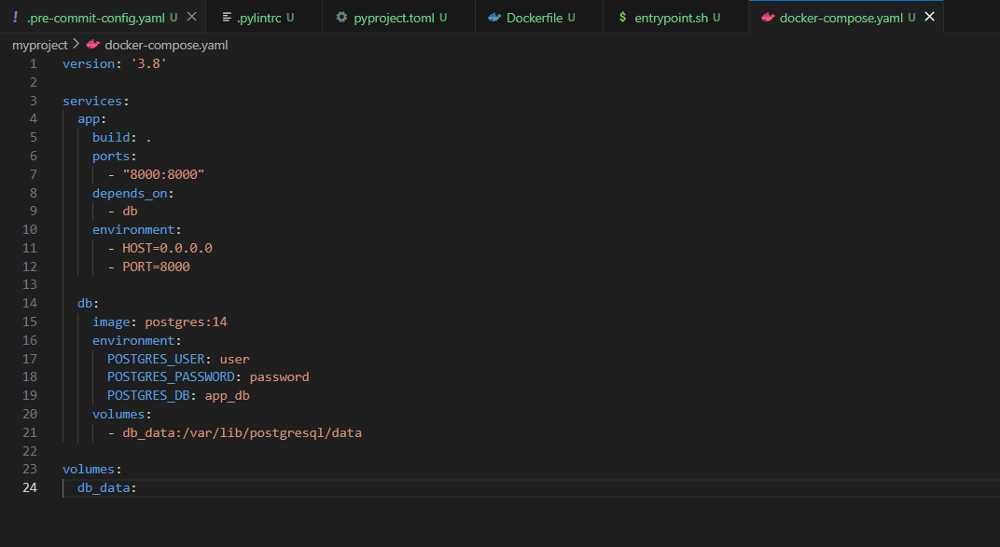 ! .pre-commit-config.yaml U ×
.pylintrc U
pyproject.toml U
Dockerfile U
$ entrypoint.sh U
docker-compose.yaml U ×
myproject > docker-compose.yaml
1 version: '3.8'
2
3 services:
4   app:
5     build: .
6     ports:
7       - "8000:8000"
8     depends_on:
9       - db
10     environment:
11       - HOST=0.0.0.0
12       - PORT=8000
13
14   db:
15     image: postgres:14
16     environment:
17       POSTGRES_USER: user
18       POSTGRES_PASSWORD: password
19       POSTGRES_DB: app_db
20     volumes:
21       - db_data:/var/lib/postgresql/data
22
23 volumes:
24   db_data: